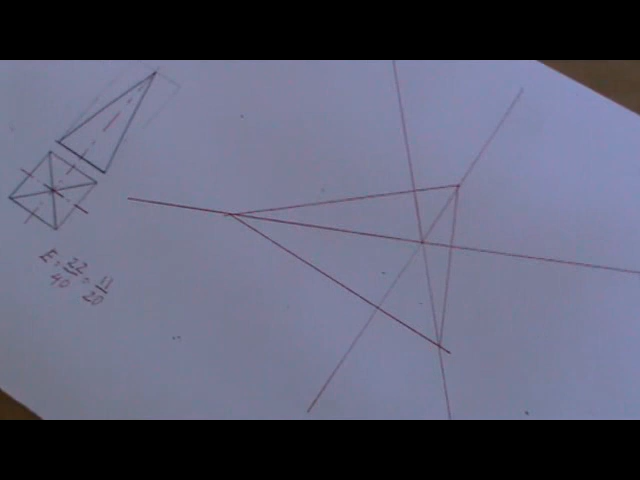 E = 22/40 = 11/20